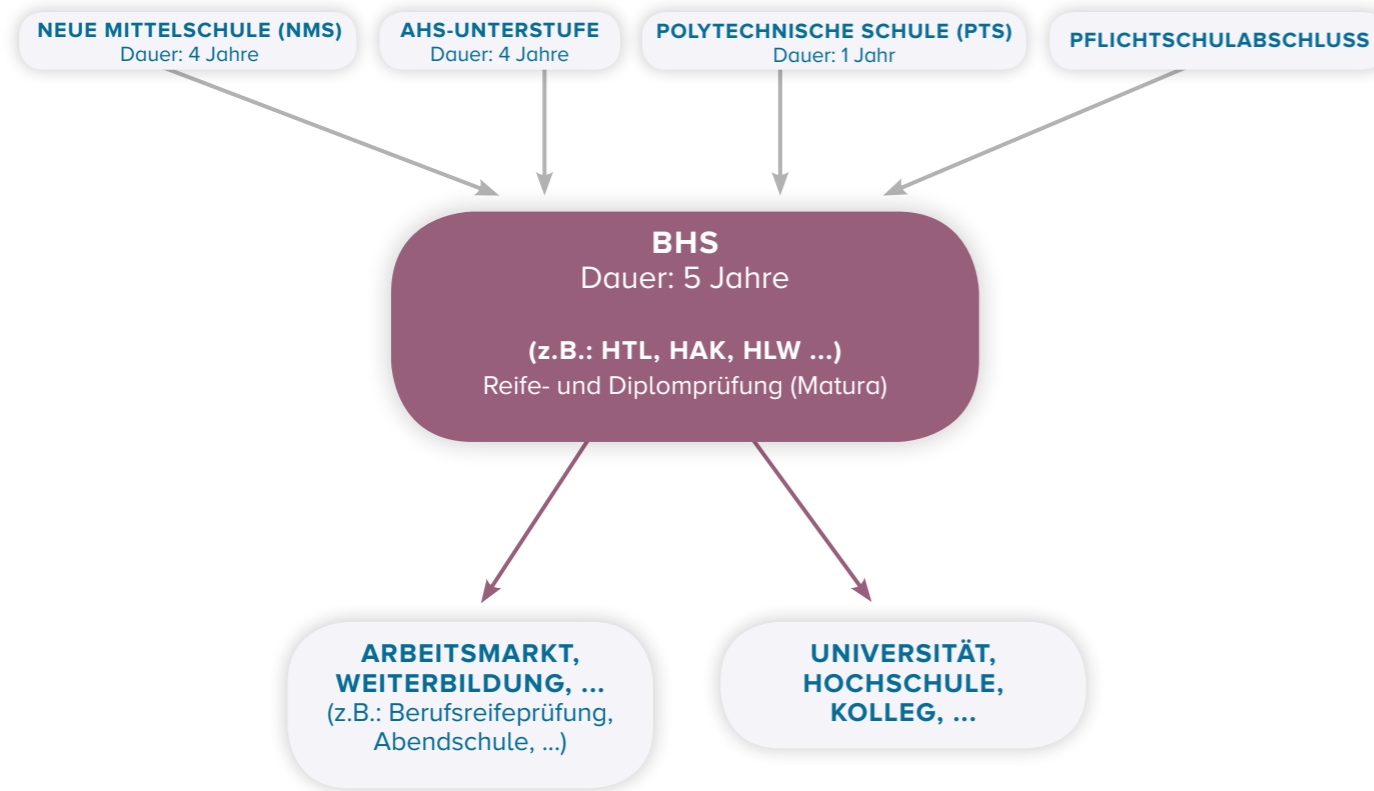 NEUE MITTELSCHULE (NMS)
Dauer: 4 Jahre
AHS-UNTERSTUFE
Dauer: 4 Jahre
POLYTECHNISCHE SCHULE (PTS)
Dauer: 1 Jahr
PFLICHTSCHULABSCHLUSS
BHS
Dauer: 5 Jahre
(z.B.: HTL, HAK, HLW ...)
Reife- und Diplomprüfung (Matura)
ARBEITSMARKT,
WEITERBILDUNG, ...
(z.B.: Berufsreifeprüfung,
Abendschule, ...)
UNIVERSITÄT,
HOCHSCHULE,
KOLLEG, ...